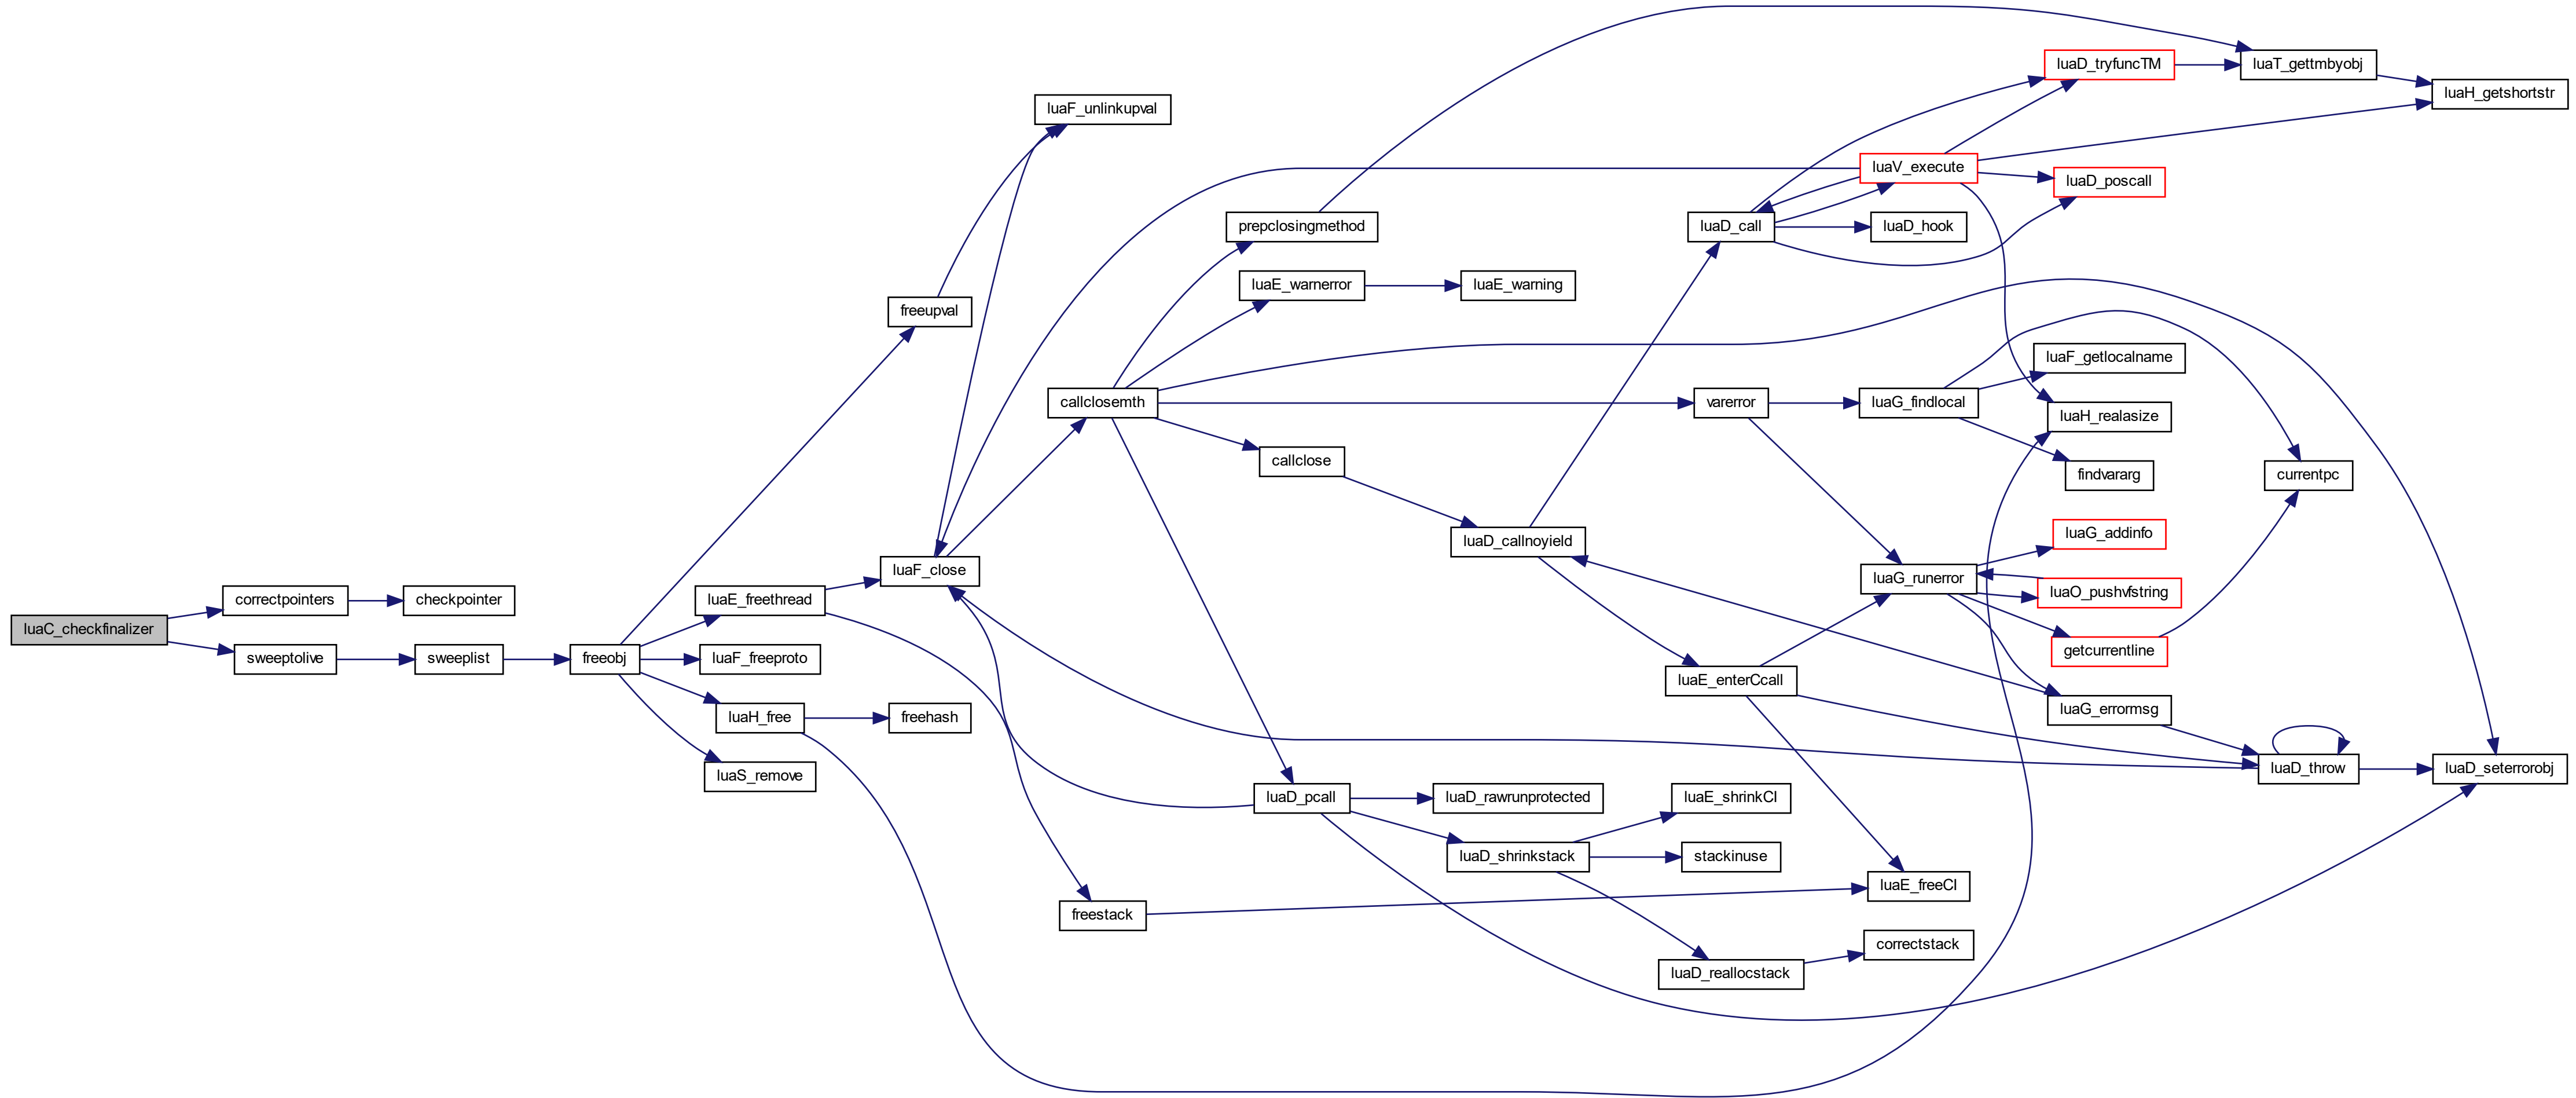 luaC_checkfinalizer
correctpointers
checkpointer
sweeptolive
sweeplist
freeobj
freeupval
luaE_freethread
luaF_freeproto
luaH_free
luaS_remove
freehash
luaF_close
luaF_unlinkupval
callclosemth
freestack
prepclosingmethod
luaE_warnerror
luaE_warning
callclose
luaD_callnoyield
luaD_pcall
luaD_rawrunprotected
luaD_shrinkstack
luaE_shrinkCI
stackinuse
luaD_reallocstack
correctstack
luaD_call
varerror
luaE_enterCcall
luaV_execute
luaD_hook
luaG_findlocal
luaG_runerror
luaE_freeCI
luaD_tryfuncTM
luaD_poscall
luaF_getlocalname
luaH_realasize
findvararg
luaG_addinfo
luaO_pushvfstring
getcurrentline
luaG_errormsg
luaT_gettmbyobj
currentpc
luaD_throw
luaH_getshortstr
luaD_seterrorobj